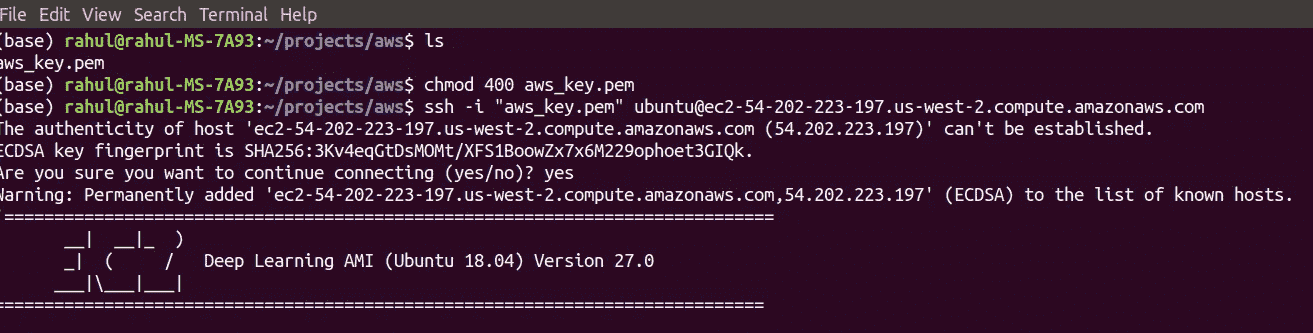 File Edit View Search Terminal Help
(base) rahul@rahul-MS-7A93:~/projects/aws$ ls
aws_key.pem
(base) rahul@rahul-MS-7A93:~/projects/aws$ chmod 400 aws_key.pem
(base) rahul@rahul-MS-7A93:~/projects/aws$ ssh -i "aws_key.pem" ubuntu@ec2-54-202-223-197.us-west-2.compute.amazonaws.com
The authenticity of host 'ec2-54-202-223-197.us-west-2.compute.amazonaws.com (54.202.223.197)' can't be established.
ECDSA key fingerprint is SHA256:3Kv4eqGtDsMOMt/XFS1BoowZx7x6M229ophoet3GIQk.
Are you sure you want to continue connecting (yes/no)? yes
Warning: Permanently added 'ec2-54-202-223-197.us-west-2.compute.amazonaws.com,54.202.223.197' (ECDSA) to the list of known hosts.
=============================================================================
       __|  __|_  )
       _|  (     /   Deep Learning AMI (Ubuntu 18.04) Version 27.0
      ___|\___|___|
=============================================================================